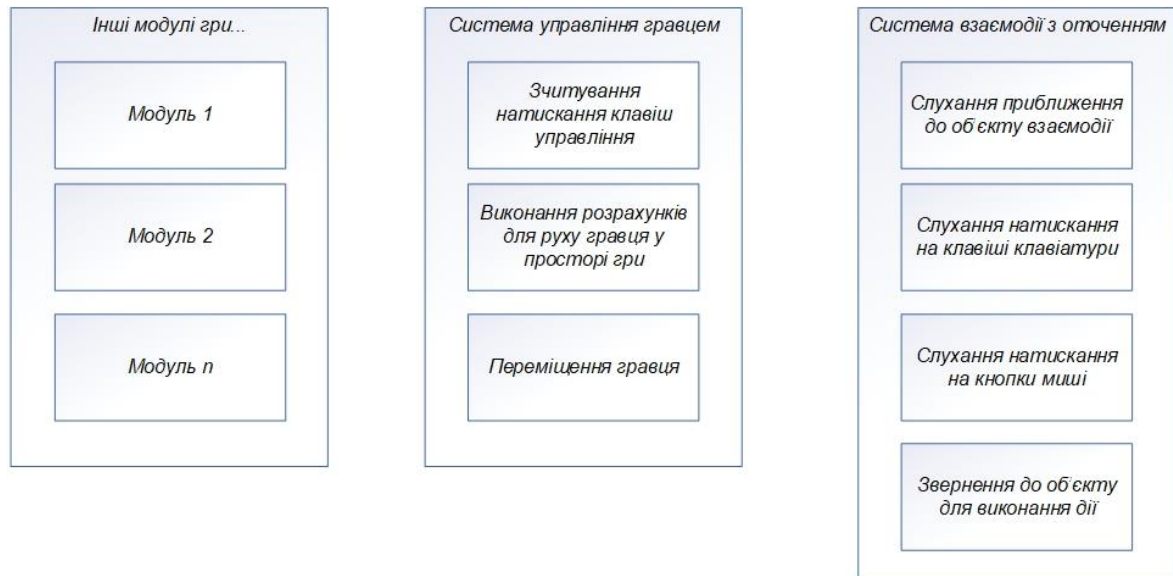 Інші модулі гри...
Модуль 1
Модуль 2
Модуль n
Система управління гравцем
Зчитування
натискання клавіш
управління
Виконання розрахунків
для руху гравця у
просторі гри
Переміщення гравця
Система взаємодії з оточенням
Слухання приближення
до об'єкту взаємодії
Слухання натискання
на клавіші клавіатури
Слухання натискання
на кнопки миші
Звернення до об'єкту
для виконання дії